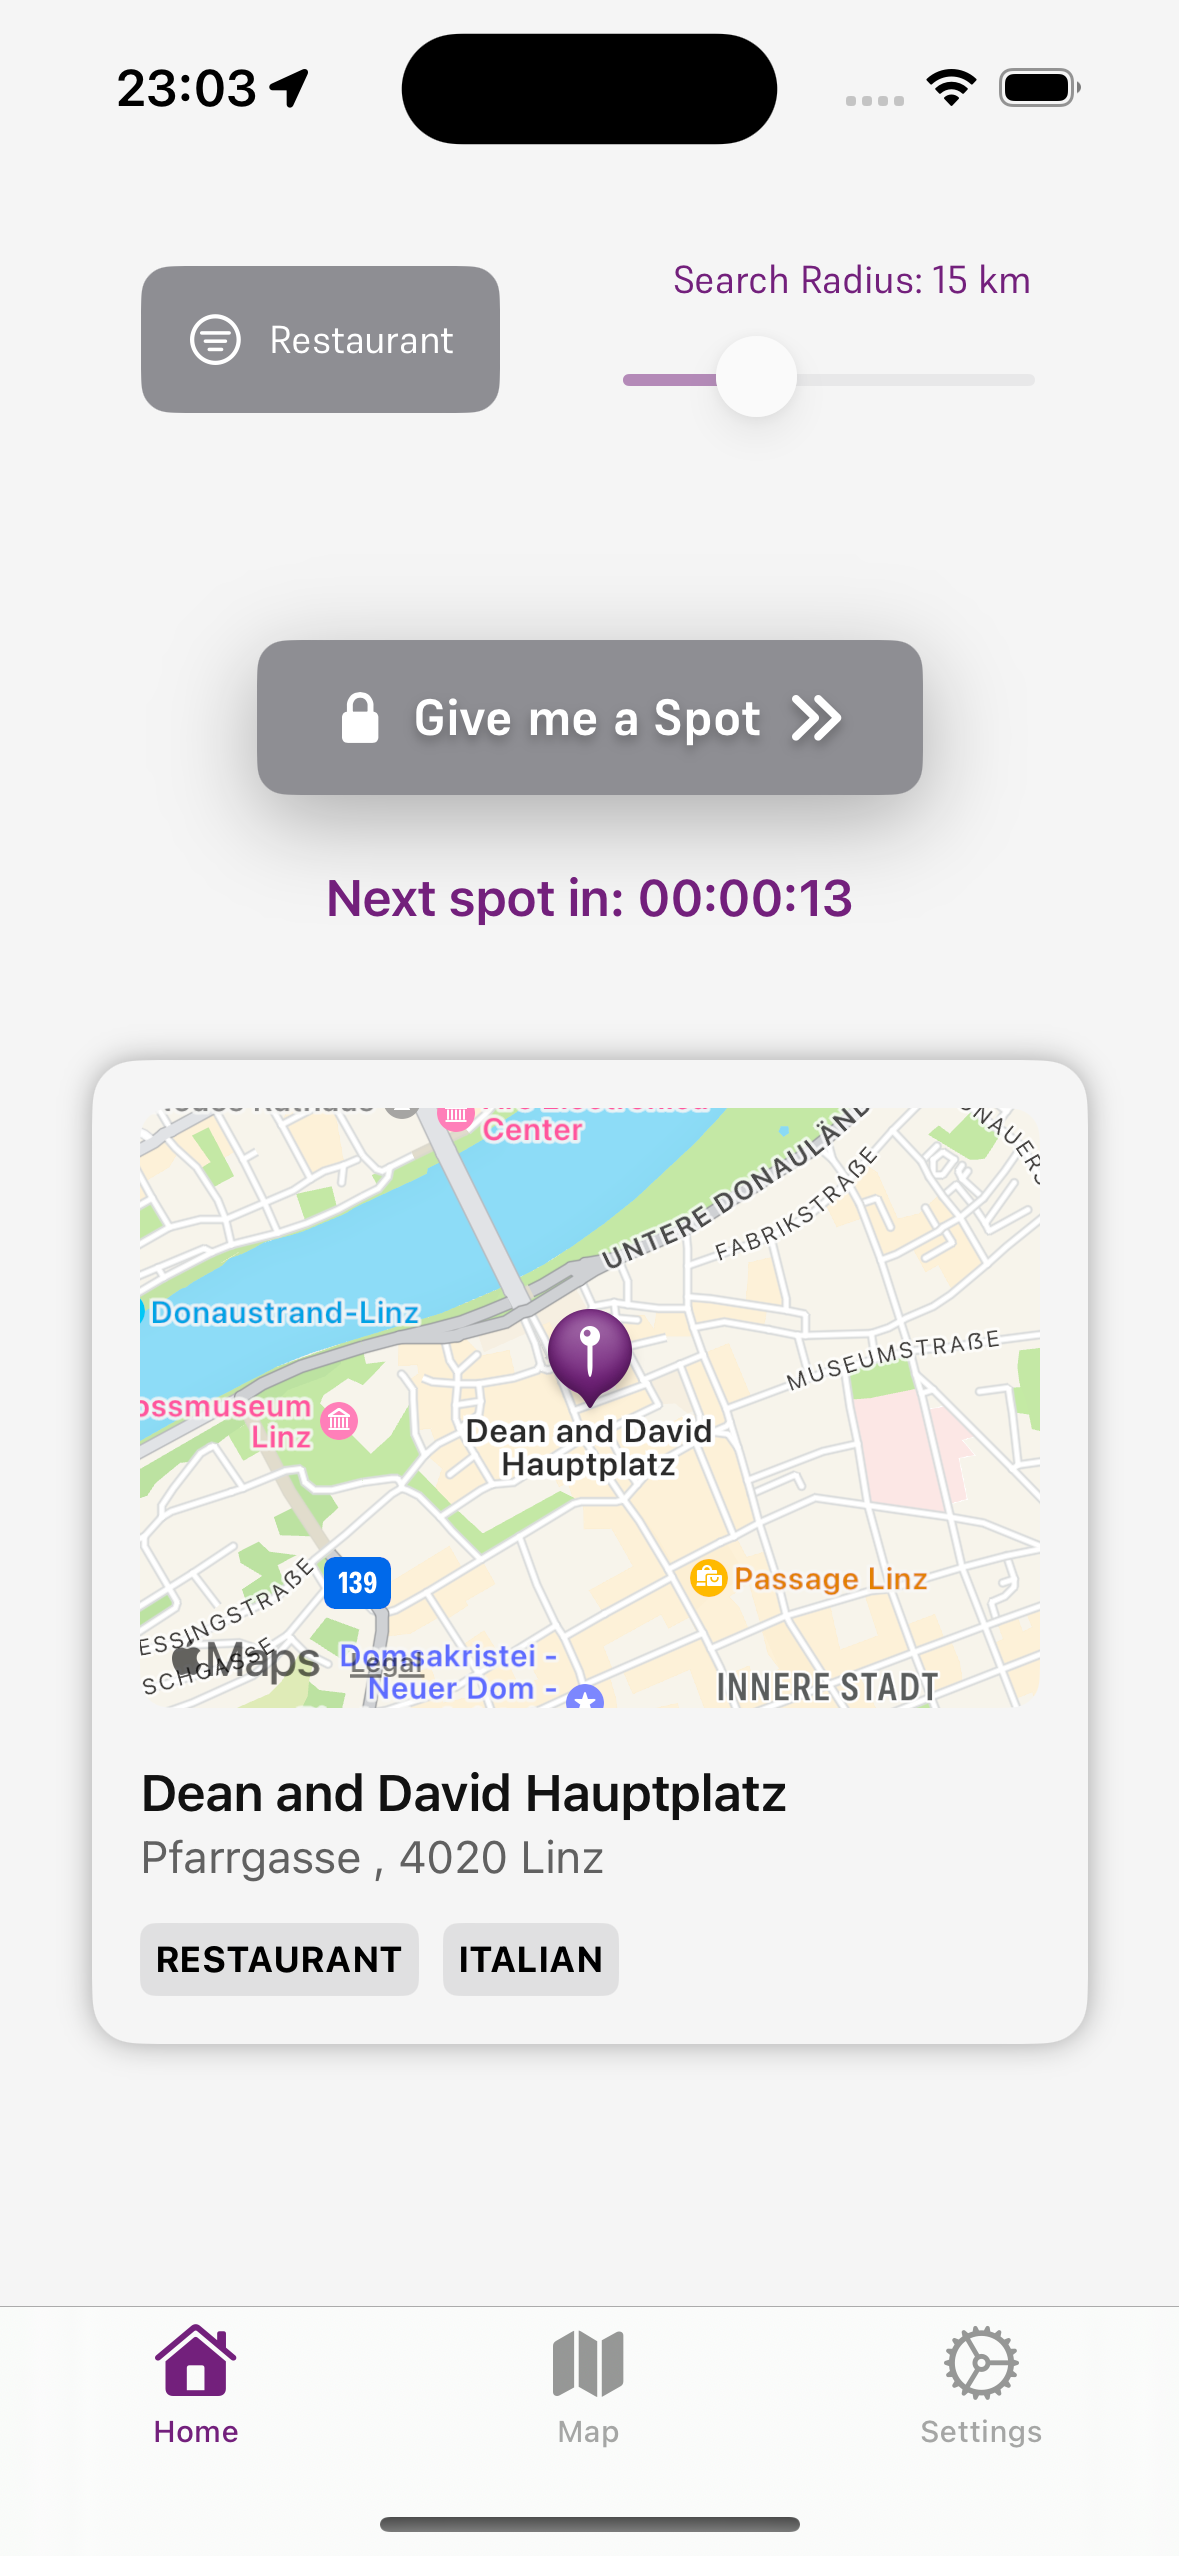 23:03
Search Radius: 15 km
Restaurant
Give me a Spot
Next spot in: 00:00:13
Center
UNTERE DONAULÄND
FABRIKSTRAßE
Donaustrand-Linz
MUSEUMSTRAßE
ossmuseum
Linz
Dean and David
Hauptplatz
139
Passage Linz
ESSINGSTRAßE
SCHGASSE
Maps
Legal
Domsakristei -
Neuer Dom -
INNERE STADT
Dean and David Hauptplatz
Pfarrgasse , 4020 Linz
RESTAURANT
ITALIAN
Home
Map
Settings